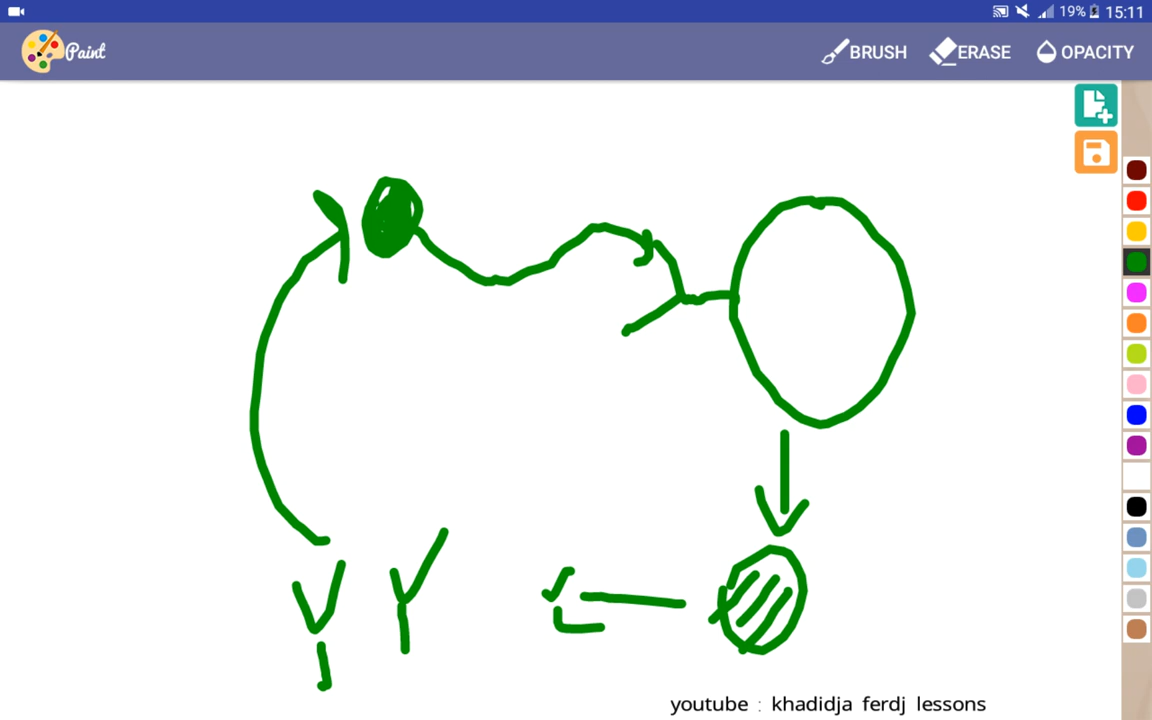 19% 15:11
Paint BRUSH ERASE OPACITY
youtube : khadidja ferdj lessons